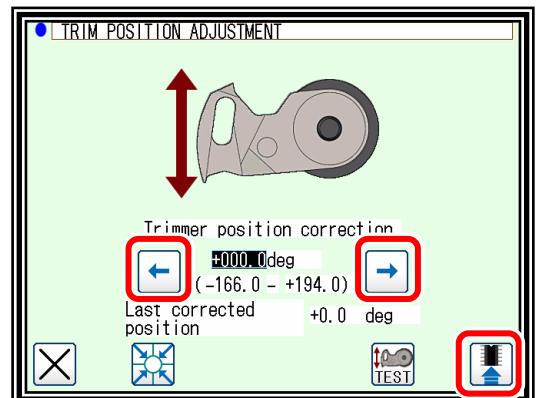 TRIM POSITION ADJUSTMENT
Trimmer position correction
+000.0deg
(-166.0 - +194.0)
Last corrected +0.0 deg
position
TEST